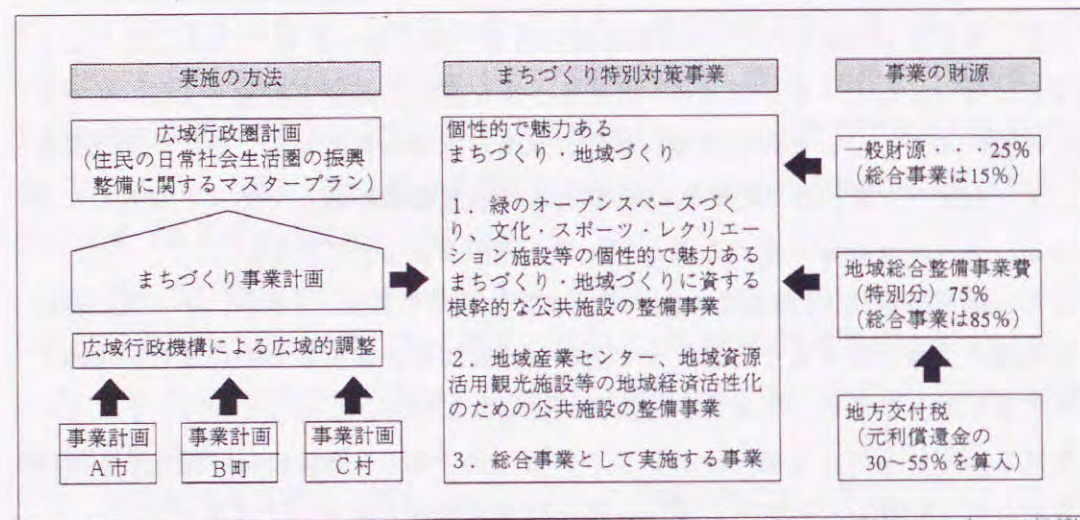 実施の方法
広域行政圏計画
(住民の日常社会生活圏の振興
整備に関するマスタープラン)
まちづくり事業計画
広域行政機構による広域的調整
事業計画
A市
事業計画
B町
事業計画
C村
まちづくり特別対策事業
個性的で魅力ある
まちづくり・地域づくり
1．緑のオープンスペースづく
り、文化・スポーツ・レクリエー
ション施設等の個性的で魅力ある
まちづくり・地域づくりに資する
根幹的な公共施設の整備事業
2．地域産業センター、地域資源
活用観光施設等の地域経済活性化
のための公共施設の整備事業
3．総合事業として実施する事業
事業の財源
一般財源‥‥25%
(総合事業は15%)
地域総合整備事業費
(特別分) 75%
(総合事業は85%)
地方交付税
(元利償還金の
30〜55%を算入)